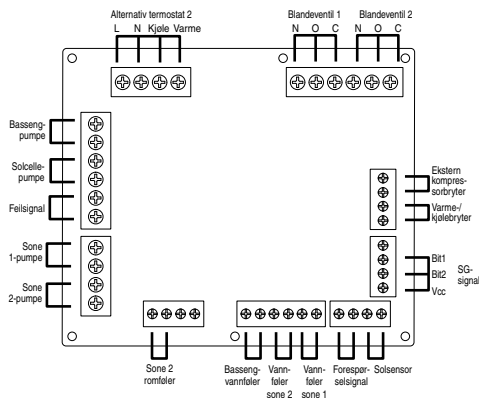 Alternativ termostat 2
L N Kjøle Varme
Blandeventil 1 Blandeventil 2
N O C N O C
Basseng-
pumpe
Solcelle-
pumpe
Feilsignal
Sone
1-pumpe
Sone
2-pumpe
Ekstern
kompres-
sorbryter
Varme-/
kjølebryter
Bit1
Bit2
Vcc
SG-
signal
Sone 2
romføler
Basseng-
vannføler
Vann-
føler
sone 2
Vann-
føler
sone 1
Forespør-
selsignal
Solsensor